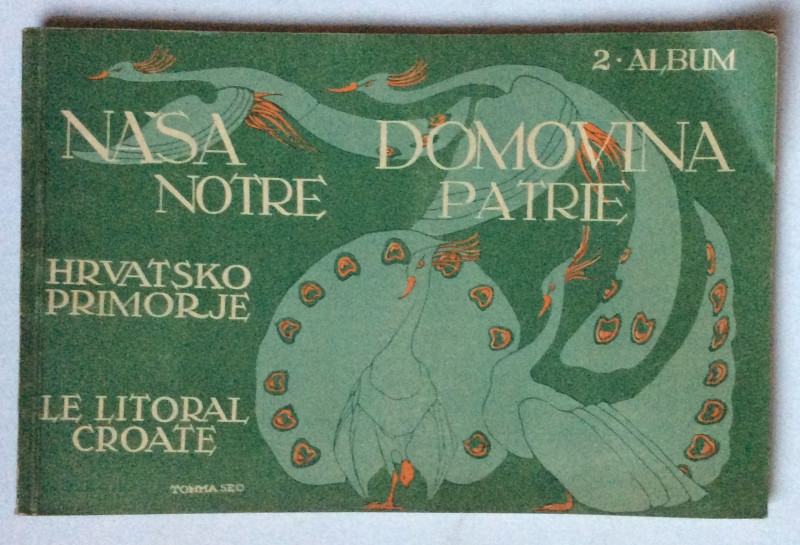 2 · ALBUM
NAŠA DOMOVINA
NOTRE PATRIE
HRVATSKO
PRIMORJE
LE LITORAL
CROATE
TOMMASEO